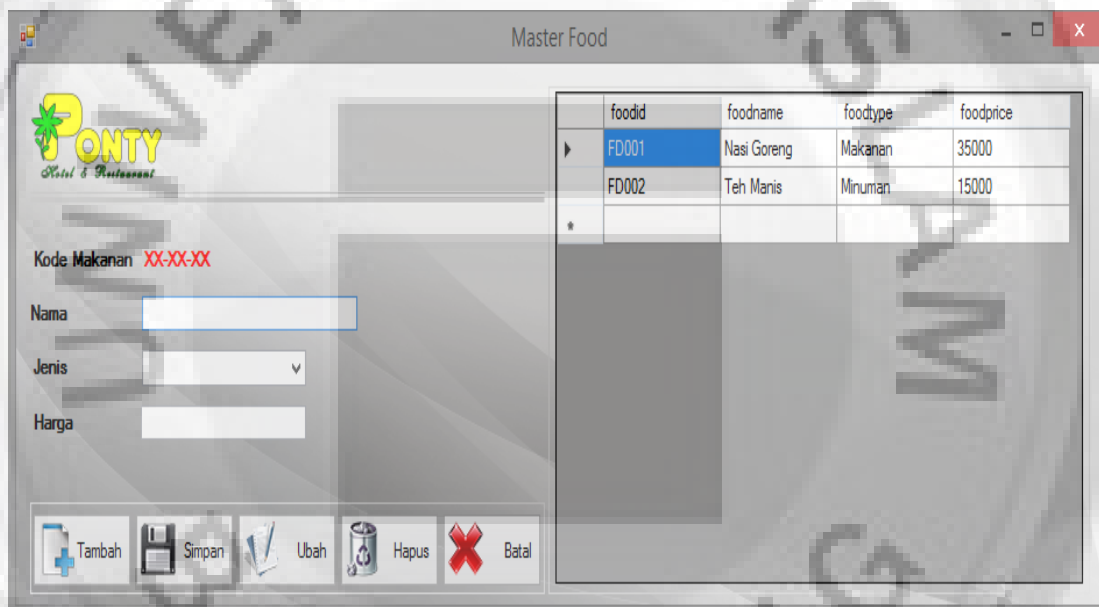 Master Food
PONTY
Hotel & Restaurant
Kode Makanan XX-XX-XX
Nama
Jenis
Harga
Tambah Simpan Ubah Hapus Batal
foodid foodname foodtype foodprice
FD001 Nasi Goreng Makanan 35000
FD002 Teh Manis Minuman 15000